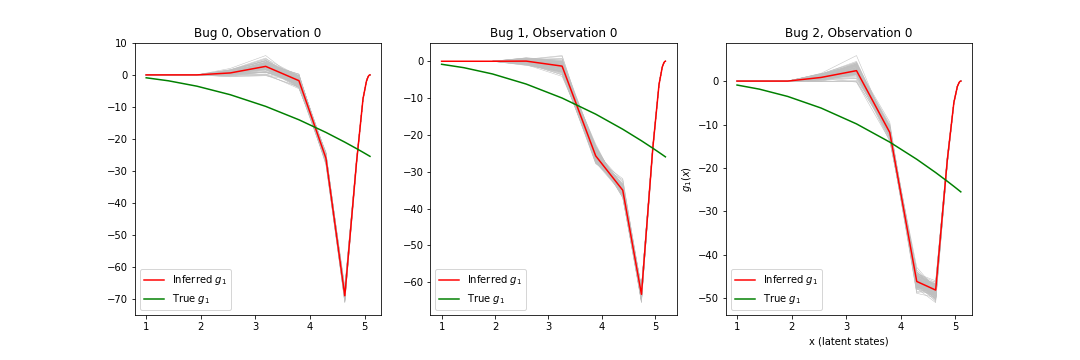 Bug 0, Observation 0
10
0
−10
−20
−30
−40
−50
−60
−70
1 2 3 4 5
Inferred g₁
True g₁
Bug 1, Observation 0
0
−10
−20
−30
−40
−50
−60
1 2 3 4 5
Inferred g₁
True g₁
Bug 2, Observation 0
g₁(x)
0
−10
−20
−30
−40
−50
1 2 3 4 5
x (latent states)
Inferred g₁
True g₁